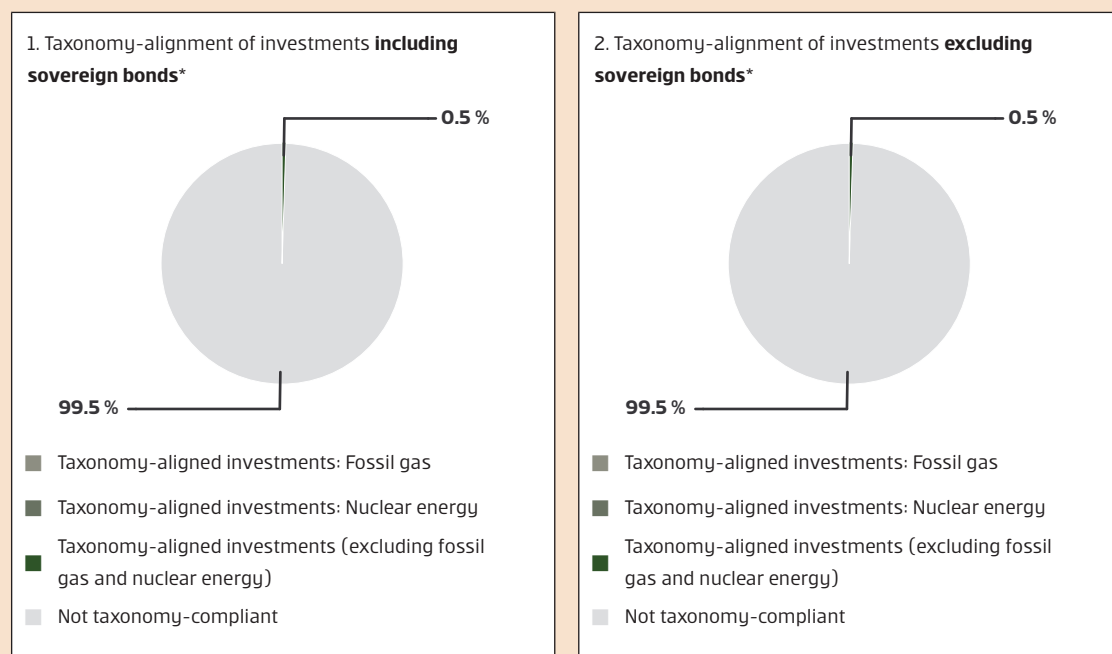 1. Taxonomy-alignment of investments including
sovereign bonds*
0.5 %
99.5 %
Taxonomy-aligned investments: Fossil gas
Taxonomy-aligned investments: Nuclear energy
Taxonomy-aligned investments (excluding fossil
gas and nuclear energy)
Not taxonomy-compliant
2. Taxonomy-alignment of investments excluding
sovereign bonds*
0.5 %
99.5 %
Taxonomy-aligned investments: Fossil gas
Taxonomy-aligned investments: Nuclear energy
Taxonomy-aligned investments (excluding fossil
gas and nuclear energy)
Not taxonomy-compliant